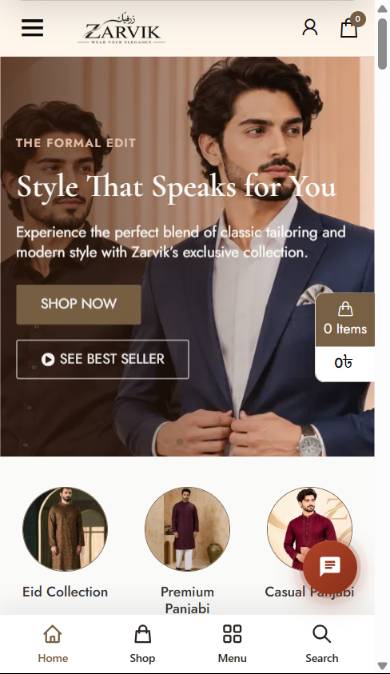 0
زرفيك
ZARVIK
WEAR YOUR ELEGANCE
THE FORMAL EDIT
Style That Speaks for You
Experience the perfect blend of classic tailoring and
modern style with Zarvik's exclusive collection.
SHOP NOW
0 Items
SEE BEST SELLER
0৳
Eid Collection
Premium
Panjabi
Casual Panjabi
Home
Shop
Menu
Search